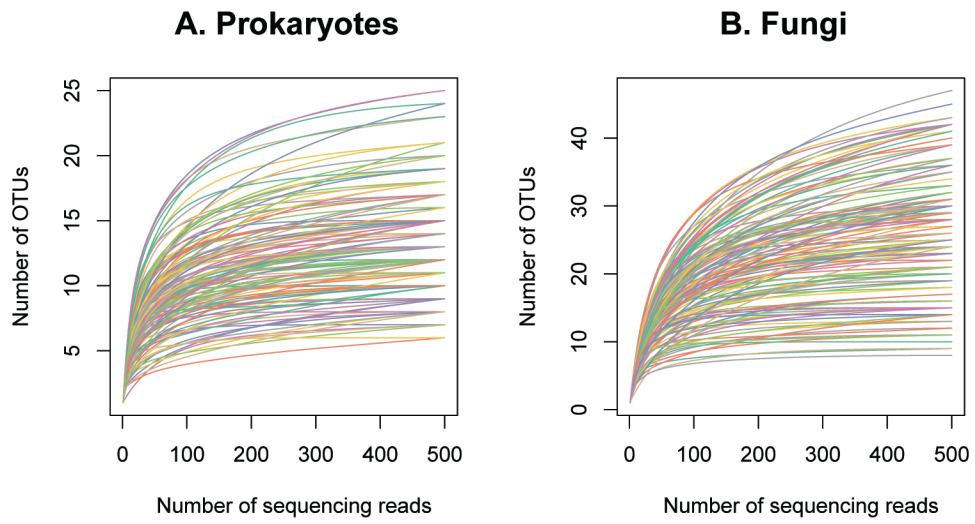 A. Prokaryotes
Number of OTUs
25
20
15
10
5
0 100 200 300 400 500
Number of sequencing reads
B. Fungi
Number of OTUs
40
30
20
10
0
0 100 200 300 400 500
Number of sequencing reads